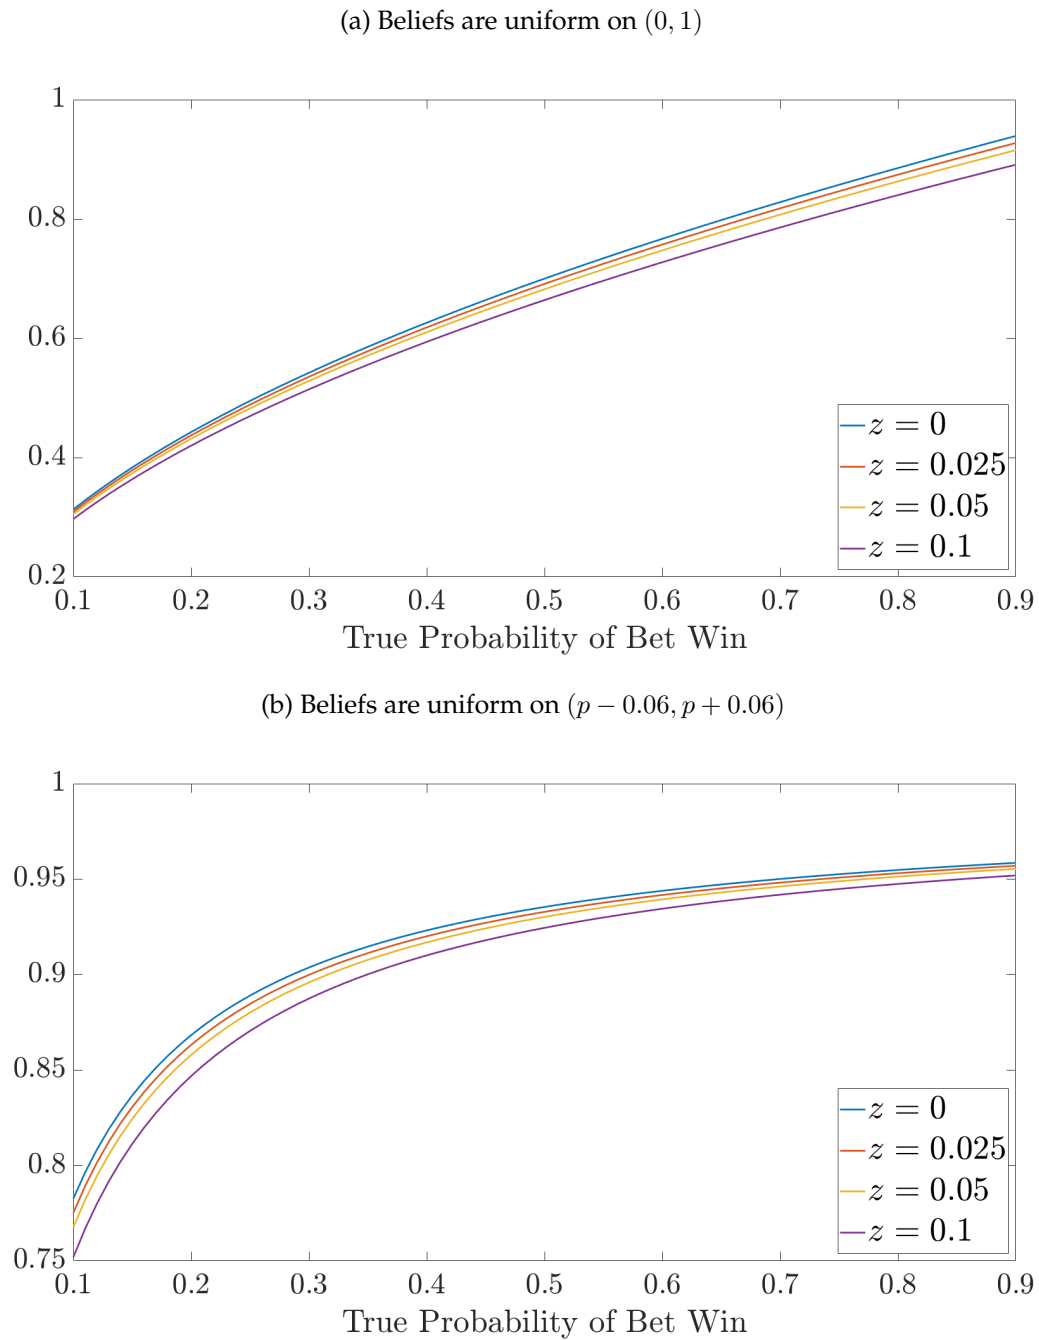 (a) Beliefs are uniform on (0, 1)
1
0.8
0.6
0.4
0.2
z = 0
z = 0.025
z = 0.05
z = 0.1
0.1 0.2 0.3 0.4 0.5 0.6 0.7 0.8 0.9
True Probability of Bet Win
(b) Beliefs are uniform on (p − 0.06, p + 0.06)
1
0.95
0.9
0.85
0.8
0.75
z = 0
z = 0.025
z = 0.05
z = 0.1
0.1 0.2 0.3 0.4 0.5 0.6 0.7 0.8 0.9
True Probability of Bet Win